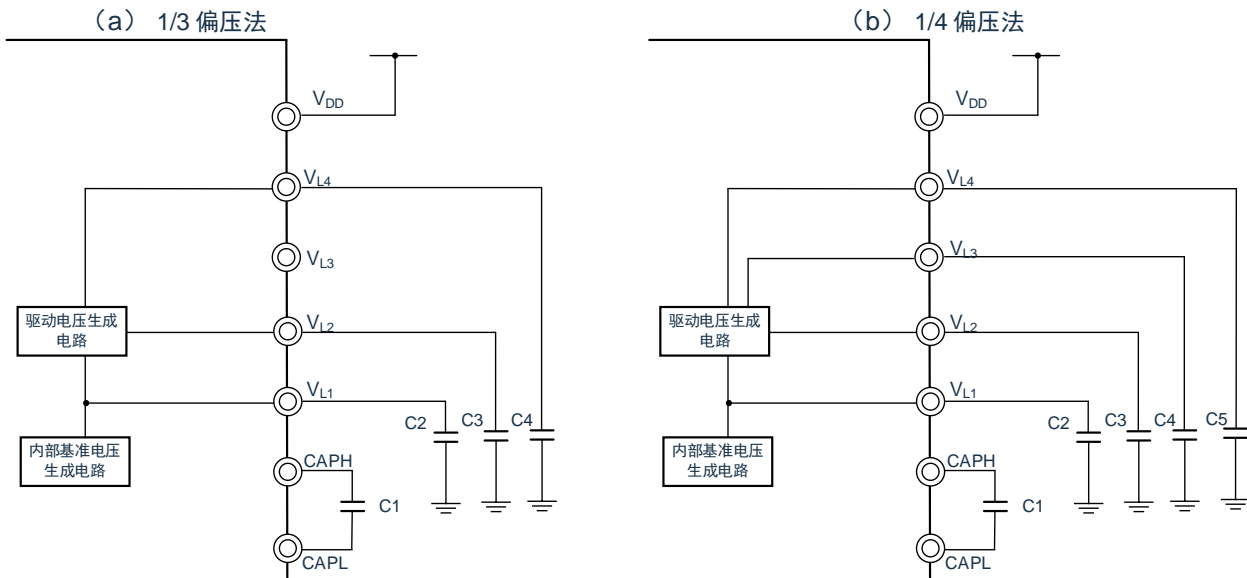 （a） 1/3 偏压法
VDD
VL4
VL3
驱动电压生成
电路
VL2
VL1
内部基准电压
生成电路
C2
C3
C4
CAPH
C1
CAPL
（b） 1/4 偏压法
VDD
VL4
VL3
驱动电压生成
电路
VL2
VL1
内部基准电压
生成电路
C2
C3
C4
C5
CAPH
C1
CAPL